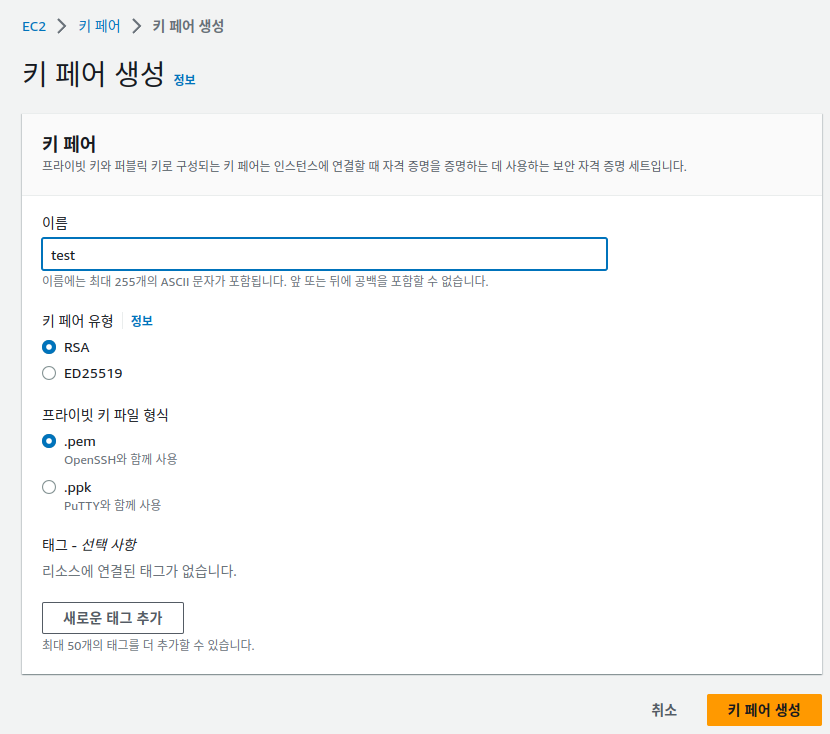 EC2 > 키 페어 > 키 페어 생성
키 페어 생성 정보
키 페어
프라이빗 키와 퍼블릭 키로 구성되는 키 페어는 인스턴스에 연결할 때 자격 증명을 증명하는 데 사용하는 보안 자격 증명 세트입니다.
이름
test
이름에는 최대 255개의 ASCII 문자가 포함됩니다. 앞 또는 뒤에 공백을 포함할 수 없습니다.
키 페어 유형 정보
RSA
ED25519
프라이빗 키 파일 형식
.pem
OpenSSH와 함께 사용
.ppk
PuTTY와 함께 사용
태그 - 선택 사항
리소스에 연결된 태그가 없습니다.
새로운 태그 추가
최대 50개의 태그를 더 추가할 수 있습니다.
취소 키 페어 생성